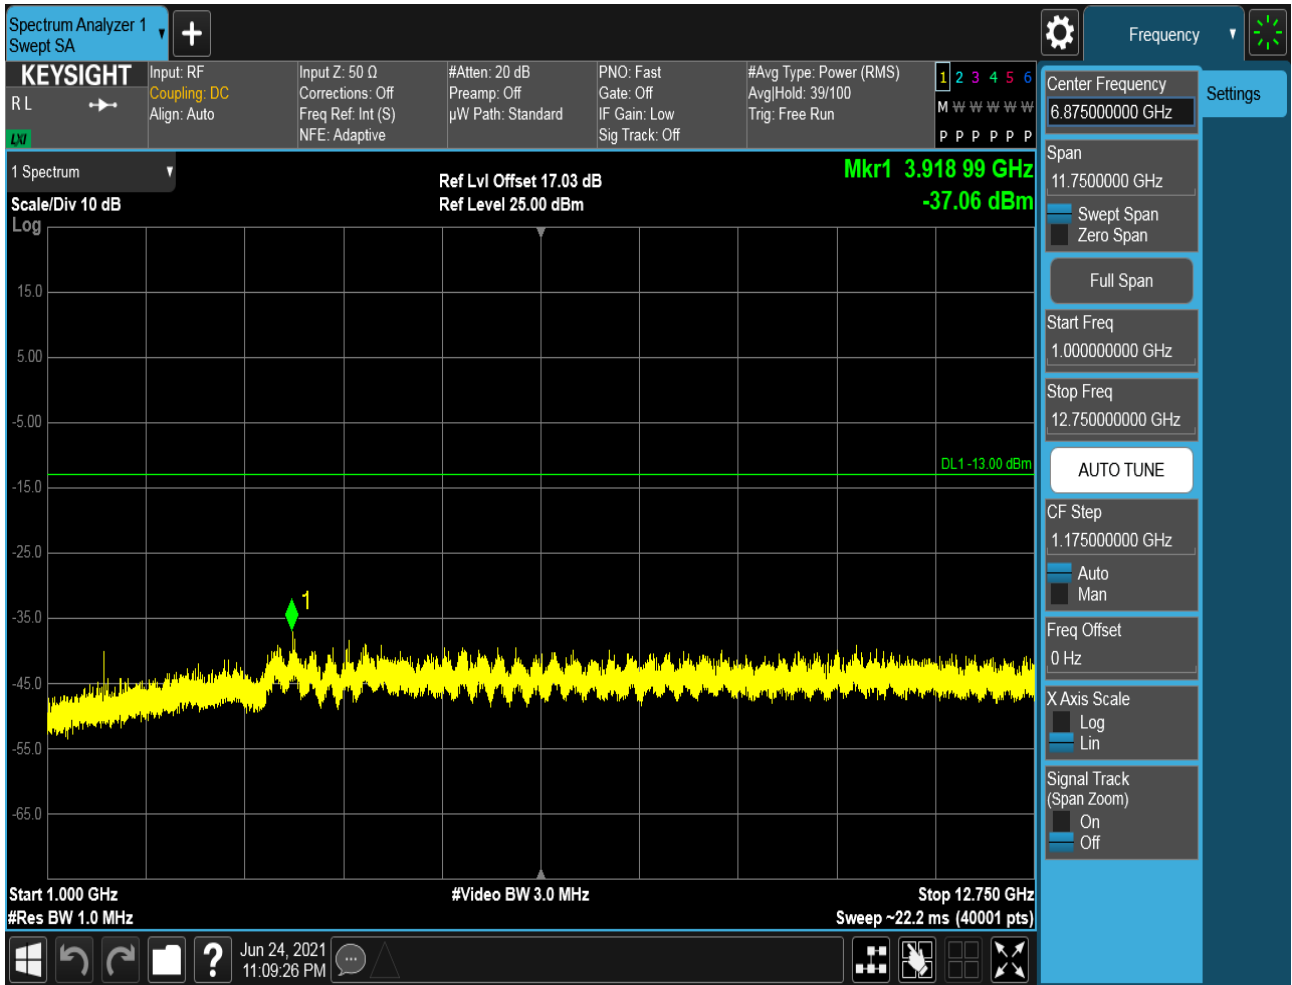 Spectrum Analyzer 1
Swept SA
Frequency
KEYSIGHT
R L
LXI
Input: RF
Coupling: DC
Align: Auto
Input Z: 50 Ω
Corrections: Off
Freq Ref: Int (S)
NFE: Adaptive
#Atten: 20 dB
Preamp: Off
µW Path: Standard
PNO: Fast
Gate: Off
IF Gain: Low
Sig Track: Off
#Avg Type: Power (RMS)
Avg|Hold: 39/100
Trig: Free Run
1 2 3 4 5 6
M W W W W W
P P P P P P
1 Spectrum
Scale/Div 10 dB
Log
Ref Lvl Offset 17.03 dB
Ref Level 25.00 dBm
Mkr1 3.918 99 GHz
-37.06 dBm
15.0
5.00
-5.00
-15.0
-25.0
-35.0
-45.0
-55.0
-65.0
DL1 -13.00 dBm
1
Start 1.000 GHz
#Res BW 1.0 MHz
#Video BW 3.0 MHz
Stop 12.750 GHz
Sweep ~22.2 ms (40001 pts)
Center Frequency
6.875000000 GHz
Settings
Span
11.7500000 GHz
Swept Span
Zero Span
Full Span
Start Freq
1.000000000 GHz
Stop Freq
12.750000000 GHz
AUTO TUNE
CF Step
1.175000000 GHz
Auto
Man
Freq Offset
0 Hz
X Axis Scale
Log
Lin
Signal Track
(Span Zoom)
On
Off
?
Jun 24, 2021
11:09:26 PM